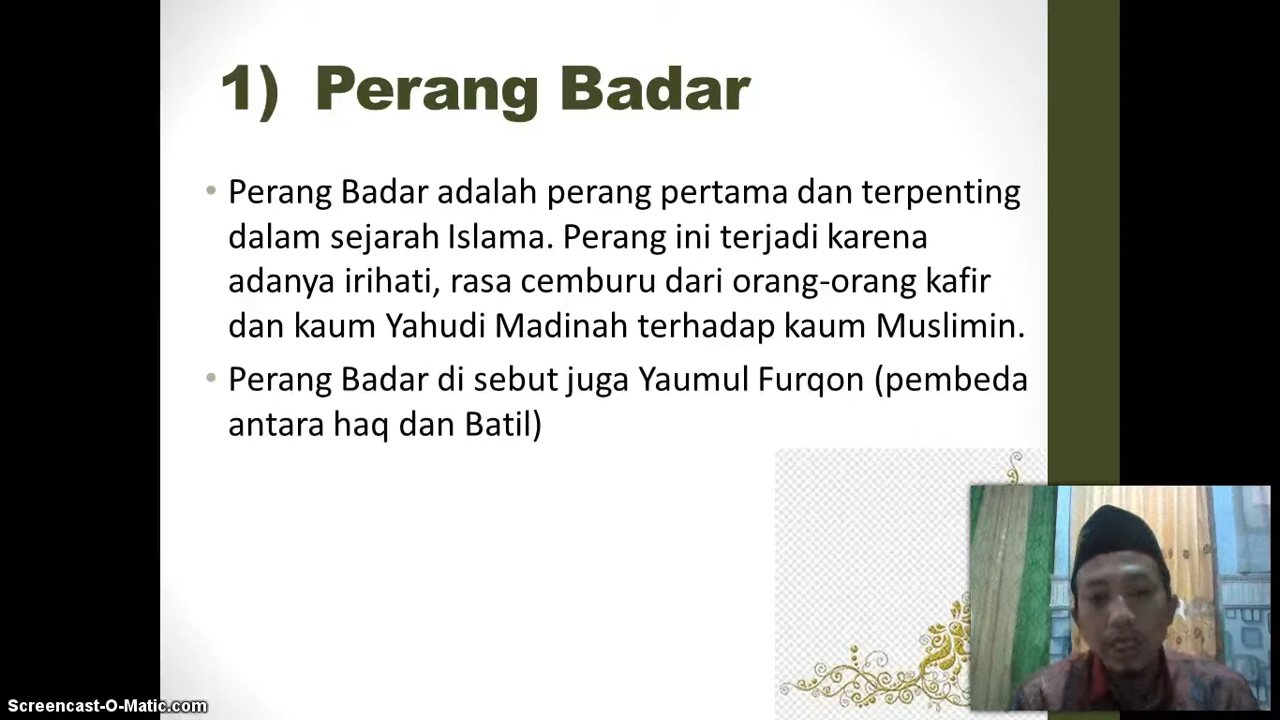 1) Perang Badar
• Perang Badar adalah perang pertama dan terpenting
dalam sejarah Islama. Perang ini terjadi karena
adanya irihati, rasa cemburu dari orang-orang kafir
dan kaum Yahudi Madinah terhadap kaum Muslimin.
• Perang Badar di sebut juga Yaumul Furqon (pembeda
antara haq dan Batil)
Screencast-O-Matic.com